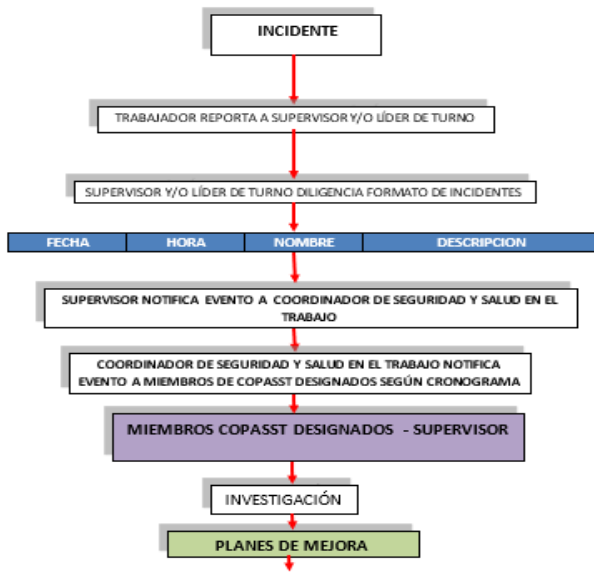 INCIDENTE
TRABAJADOR REPORTA A SUPERVISOR Y/O LÍDER DE TURNO
SUPERVISOR Y/O LÍDER DE TURNO DILIGENCIA FORMATO DE INCIDENTES
FECHA HORA NOMBRE DESCRIPCION
SUPERVISOR NOTIFICA EVENTO A COORDINADOR DE SEGURIDAD Y SALUD EN EL
TRABAJO
COORDINADOR DE SEGURIDAD Y SALUD EN EL TRABAJO NOTIFICA
EVENTO A MIEMBROS DE COPASST DESIGNADOS SEGÚN CRONOGRAMA
MIEMBROS COPASST DESIGNADOS - SUPERVISOR
INVESTIGACIÓN
PLANES DE MEJORA